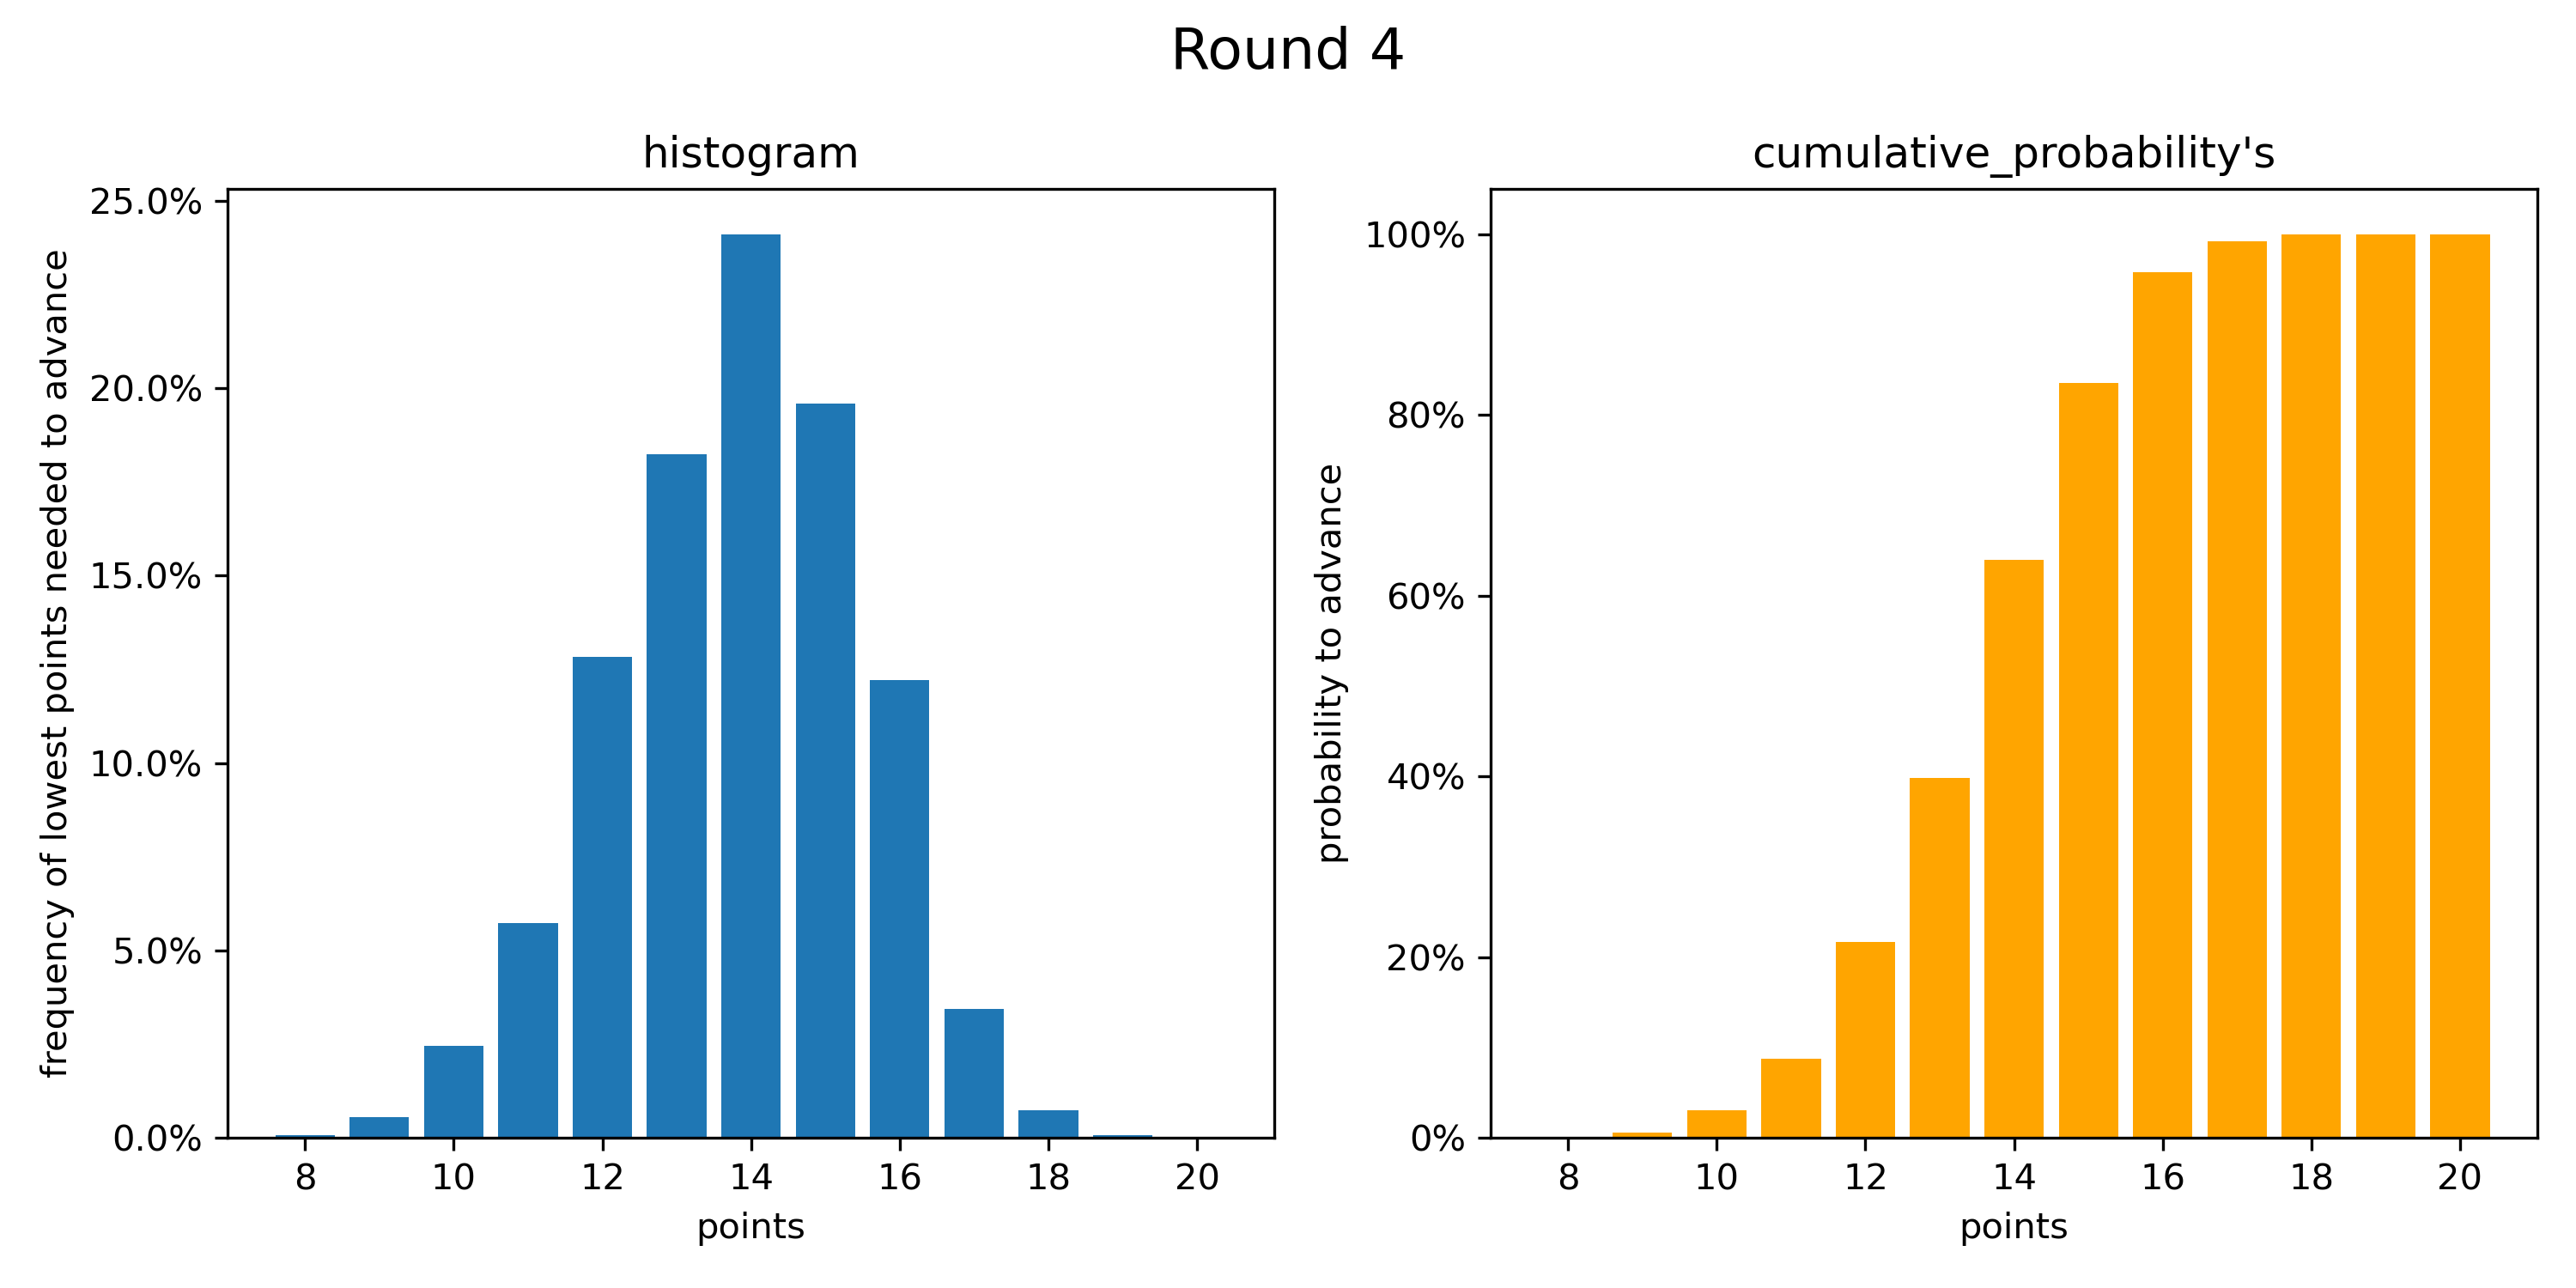 Round 4
histogram
frequency of lowest points needed to advance
25.0%
20.0%
15.0%
10.0%
5.0%
0.0%
8 10 12 14 16 18 20
points
cumulative_probability's
probability to advance
100%
80%
60%
40%
20%
0%
8 10 12 14 16 18 20
points